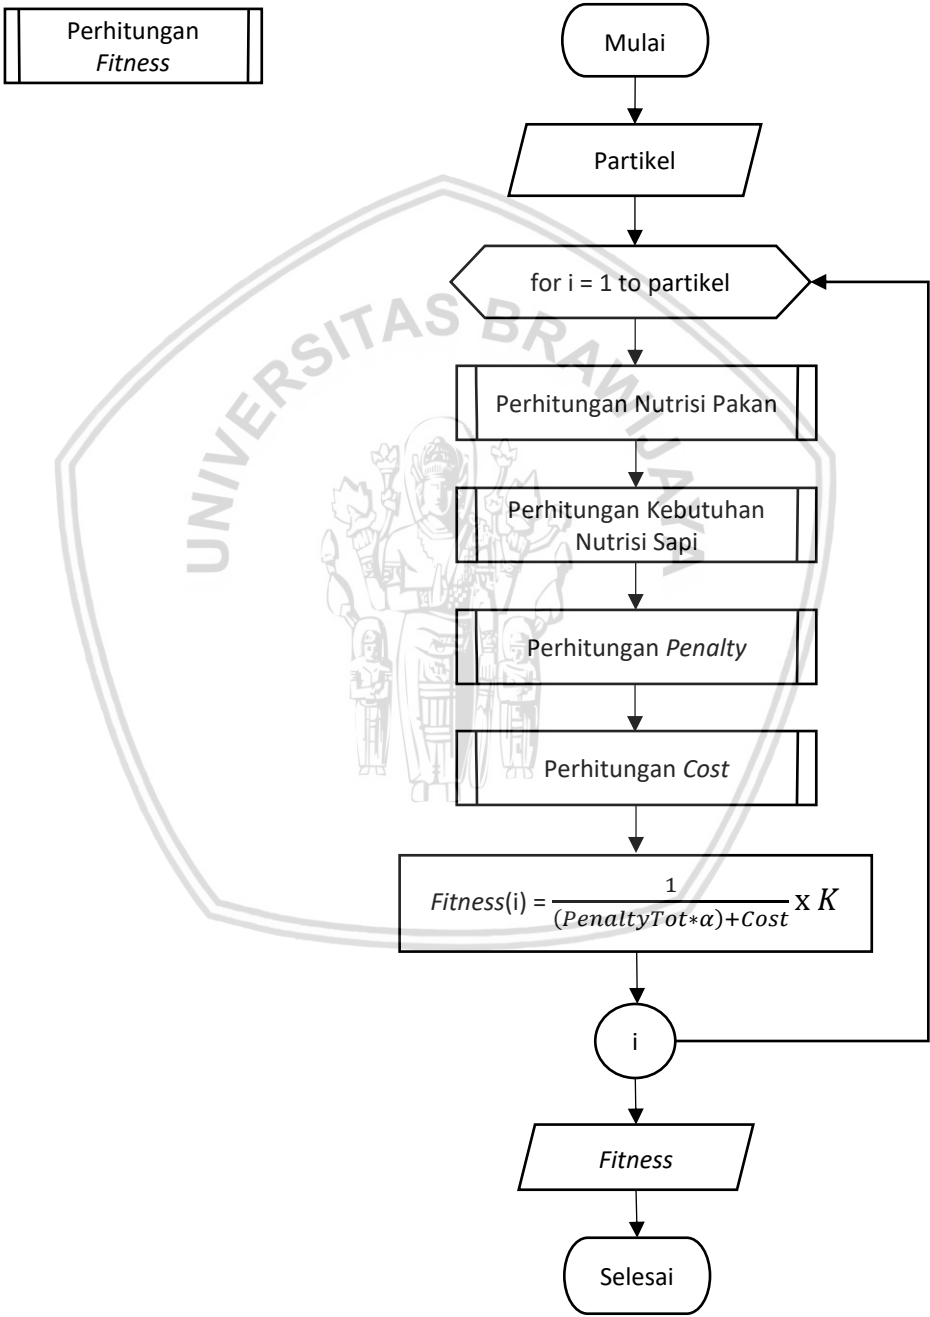 Perhitungan
Fitness
Mulai
Partikel
for i = 1 to partikel
UNIVERSITAS BRAWIJAYA
Perhitungan Nutrisi Pakan
Perhitungan Kebutuhan
Nutrisi Sapi
Perhitungan Penalty
Perhitungan Cost
Fitness(i) = 1 / (PenaltyTot*α)+Cost x K
i
Fitness
Selesai